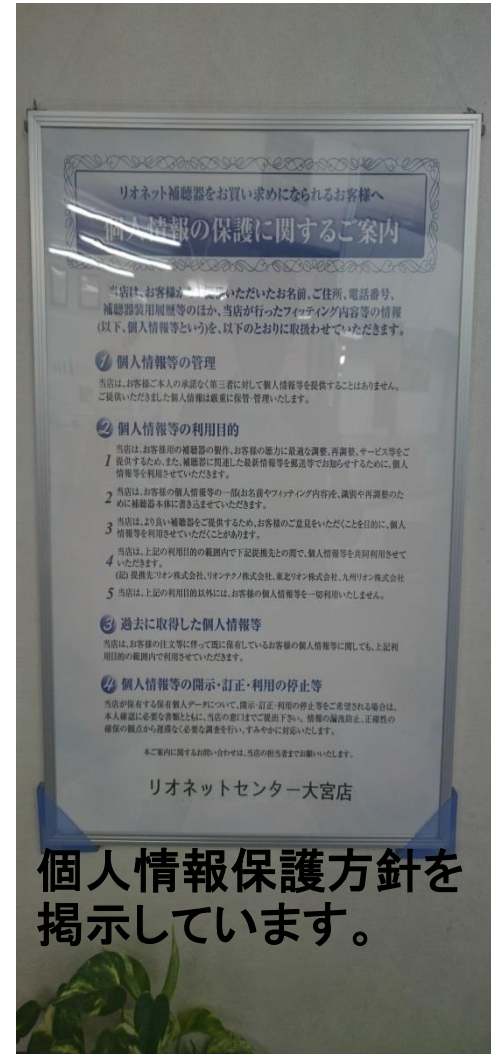 リオネット補聴器をお買い求めになられるお客様へ
個人情報の保護に関するご案内
当店は、お客様からご提供いただいたお名前、ご住所、電話番号、
補聴器装用履歴等のほか、当店が行ったフィッティング内容等の情報
(以下、個人情報等という)を、以下のとおりに取扱わせていただきます。
1 個人情報等の管理
当店は、お客様ご本人の承諾なく第三者に対して個人情報等を提供することはありません。
ご提供いただきました個人情報は厳重に保管・管理いたします。
2 個人情報等の利用目的
1 当店は、お客様用の補聴器の製作、お客様の聴力に最適な調整、再調整、サービス等をご
提供するため、また、補聴器に関連した最新情報等を郵送等でお知らせするために、個人
情報等を利用させていただきます。
2 当店は、お客様の個人情報等の一部(お名前やフィッティング内容)を、識別や再調整のた
めに補聴器本体に書き込ませていただきます。
3 当店は、より良い補聴器をご提供するため、お客様のご意見をいただくことを目的に、個人
情報等を利用させていただくことがあります。
4 当店は、上記の利用目的の範囲内で下記提携先との間で、個人情報等を共同利用させて
いただきます。
(記) 提携先:リオン株式会社、リオンテクノ株式会社、東北リオン株式会社、九州リオン株式会社
5 当店は、上記の利用目的以外には、お客様の個人情報等を一切利用いたしません。
3 過去に取得した個人情報等
当店は、お客様の注文等に伴って既に保有しているお客様の個人情報等に関しても、上記利
用目的の範囲内で利用させていただきます。
4 個人情報等の開示・訂正・利用の停止等
当店が保有する保有個人データについて、開示・訂正・利用の停止等をご希望される場合は、
本人確認に必要な書類とともに、当店の窓口までご提出下さい。情報の漏洩防止、正確性の
確保の観点から遅滞なく必要な調査を行い、すみやかに対応いたします。
本ご案内に関するお問い合わせは、当店の担当者までお願いいたします。
リオネットセンター大宮店
個人情報保護方針を
掲示しています。